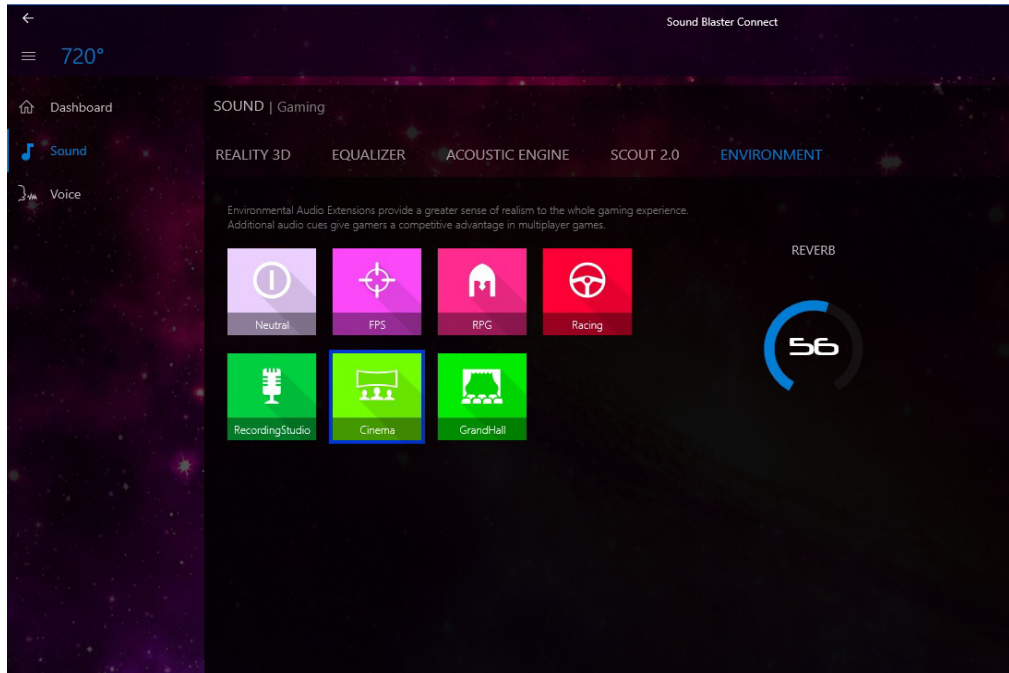 Sound Blaster Connect
720°
Dashboard
Sound
Voice
SOUND | Gaming
REALITY 3D EQUALIZER ACOUSTIC ENGINE SCOUT 2.0 ENVIRONMENT
Environmental Audio Extensions provide a greater sense of realism to the whole gaming experience.
Additional audio cues give gamers a competitive advantage in multiplayer games.
Neutral FPS RPG Racing
RecordingStudio Cinema GrandHall
REVERB
56